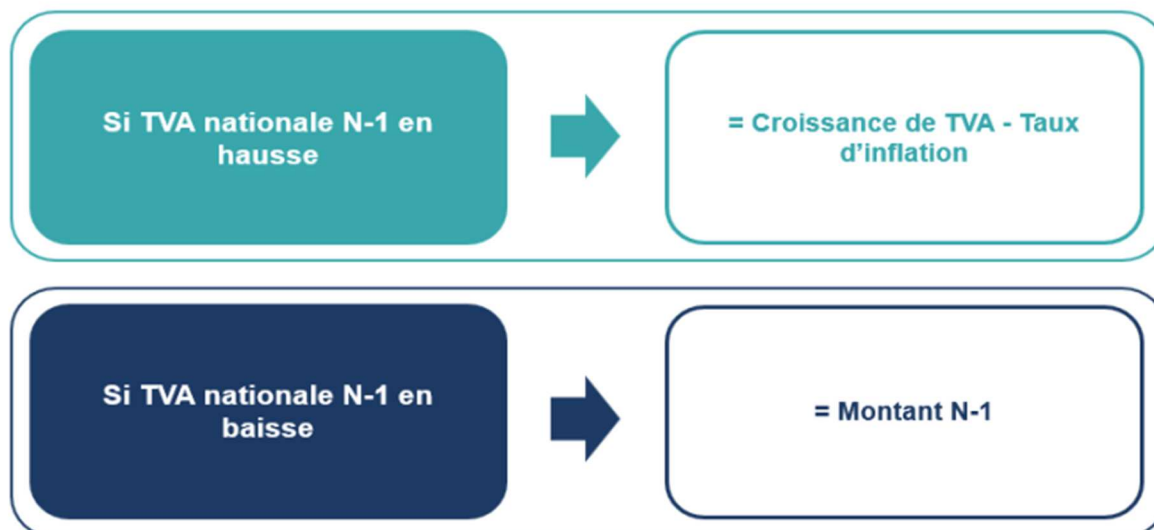 Si TVA nationale N-1 en
hausse
= Croissance de TVA - Taux
d'inflation
Si TVA nationale N-1 en
baisse
= Montant N-1